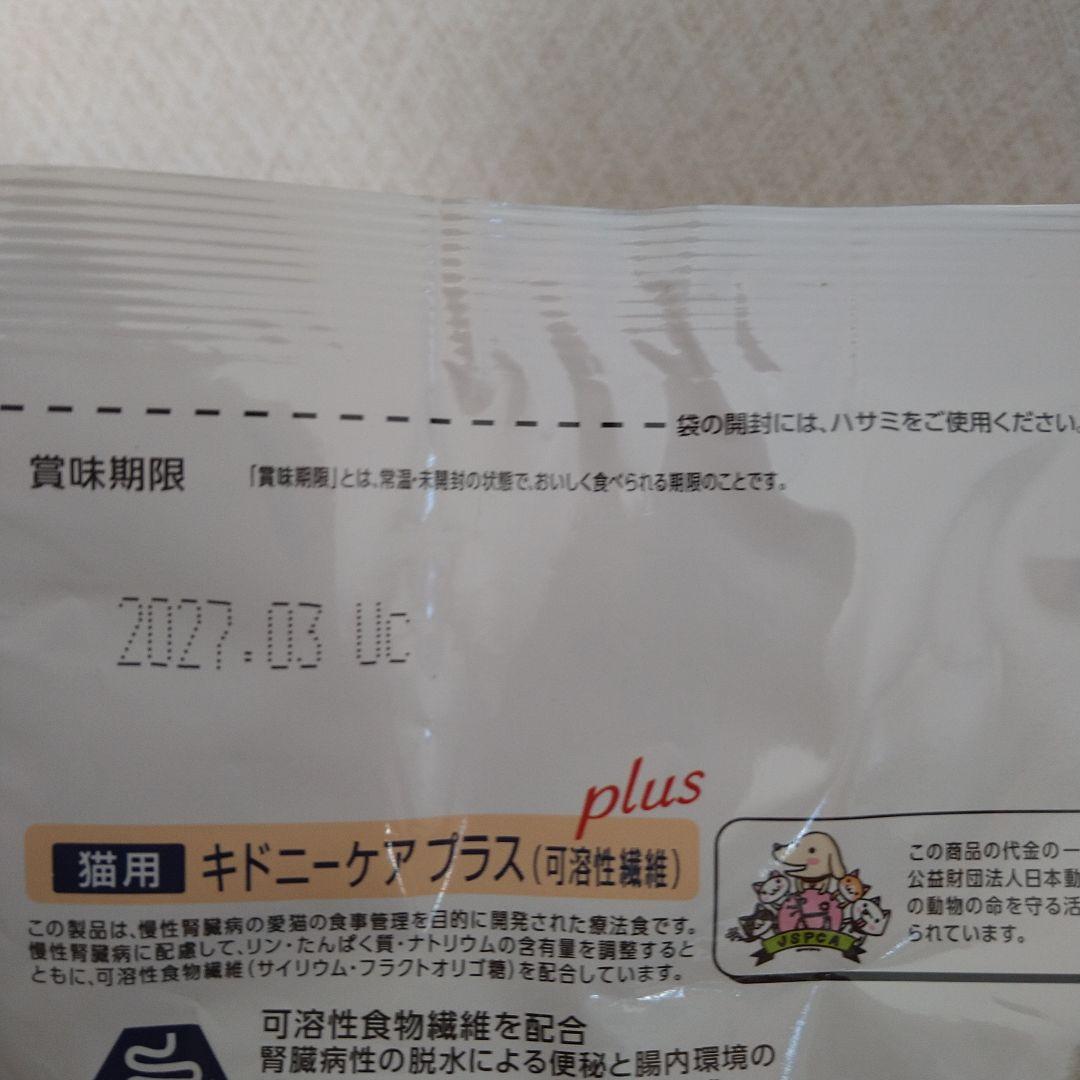 袋の開封には、ハサミをご使用ください。
賞味期限 「賞味期限」とは、常温・未開封の状態で、おいしく食べられる期限のことです。
2027.03 Uc
plus
猫用 キドニーケア プラス(可溶性繊維)
この製品は、慢性腎臓病の愛猫の食事管理を目的に開発された療法食です。
慢性腎臓病に配慮して、リン・たんぱく質・ナトリウムの含有量を調整すると
ともに、可溶性食物繊維(サイリウム・フラクトオリゴ糖)を配合しています。
この商品の代金の一
公益財団法人日本動
の動物の命を守る活
られています。
JSPCA
可溶性食物繊維を配合
腎臓病性の脱水による便秘と腸内環境の